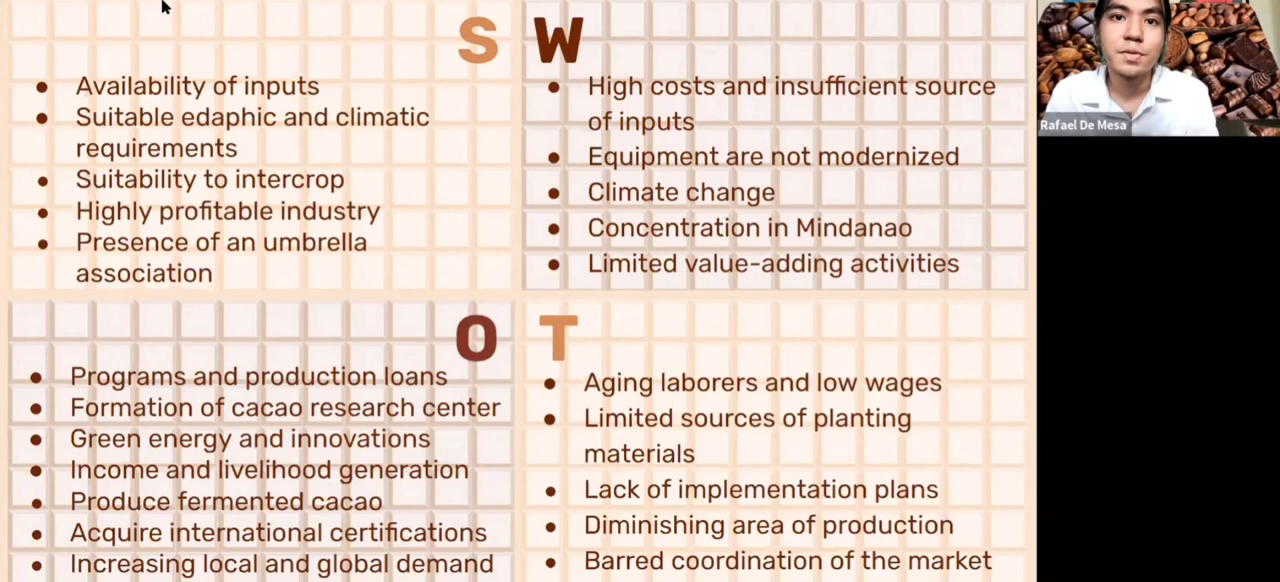 S
Availability of inputs
Suitable edaphic and climatic
requirements
Suitability to intercrop
Highly profitable industry
Presence of an umbrella
association
W
High costs and insufficient source
of inputs
Equipment are not modernized
Climate change
Concentration in Mindanao
Limited value-adding activities
O
Programs and production loans
Formation of cacao research center
Green energy and innovations
Income and livelihood generation
Produce fermented cacao
Acquire international certifications
Increasing local and global demand
T
Aging laborers and low wages
Limited sources of planting
materials
Lack of implementation plans
Diminishing area of production
Barred coordination of the market
Rafael De Mesa